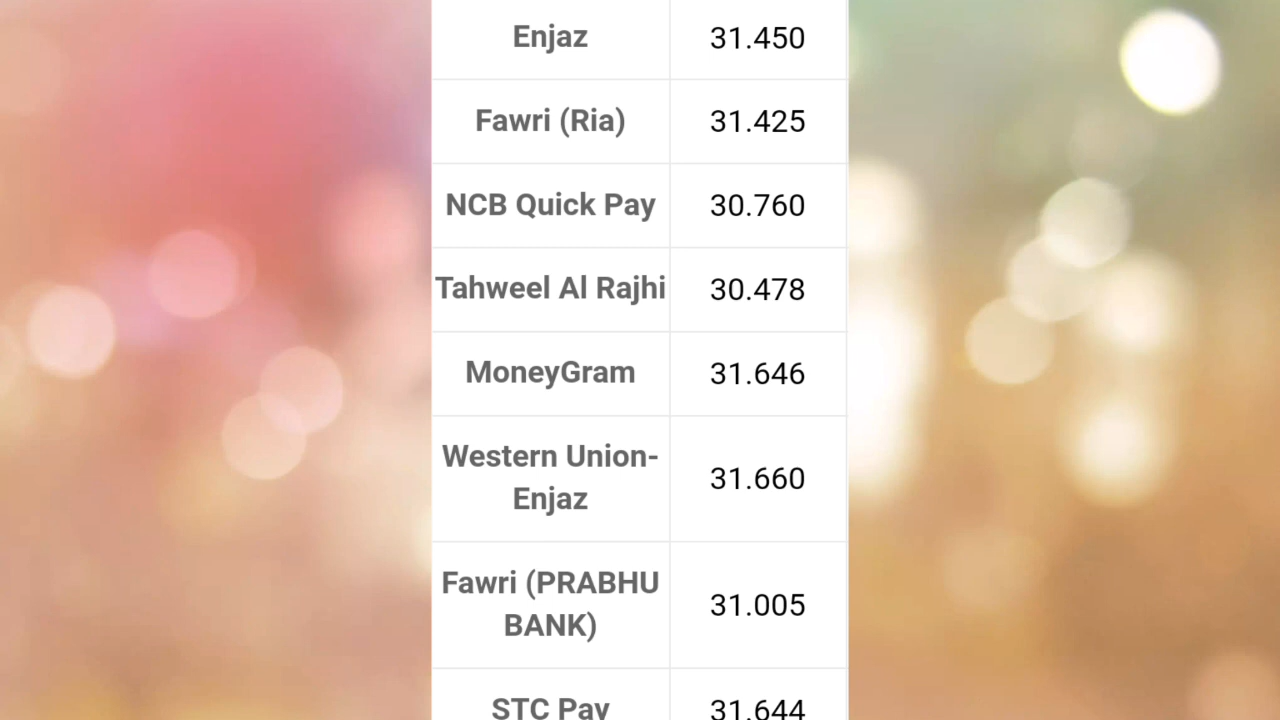 Enjaz 31.450
Fawri (Ria) 31.425
NCB Quick Pay 30.760
Tahweel Al Rajhi 30.478
MoneyGram 31.646
Western Union-
Enjaz 31.660
Fawri (PRABHU
BANK) 31.005
STC Pay 31.644